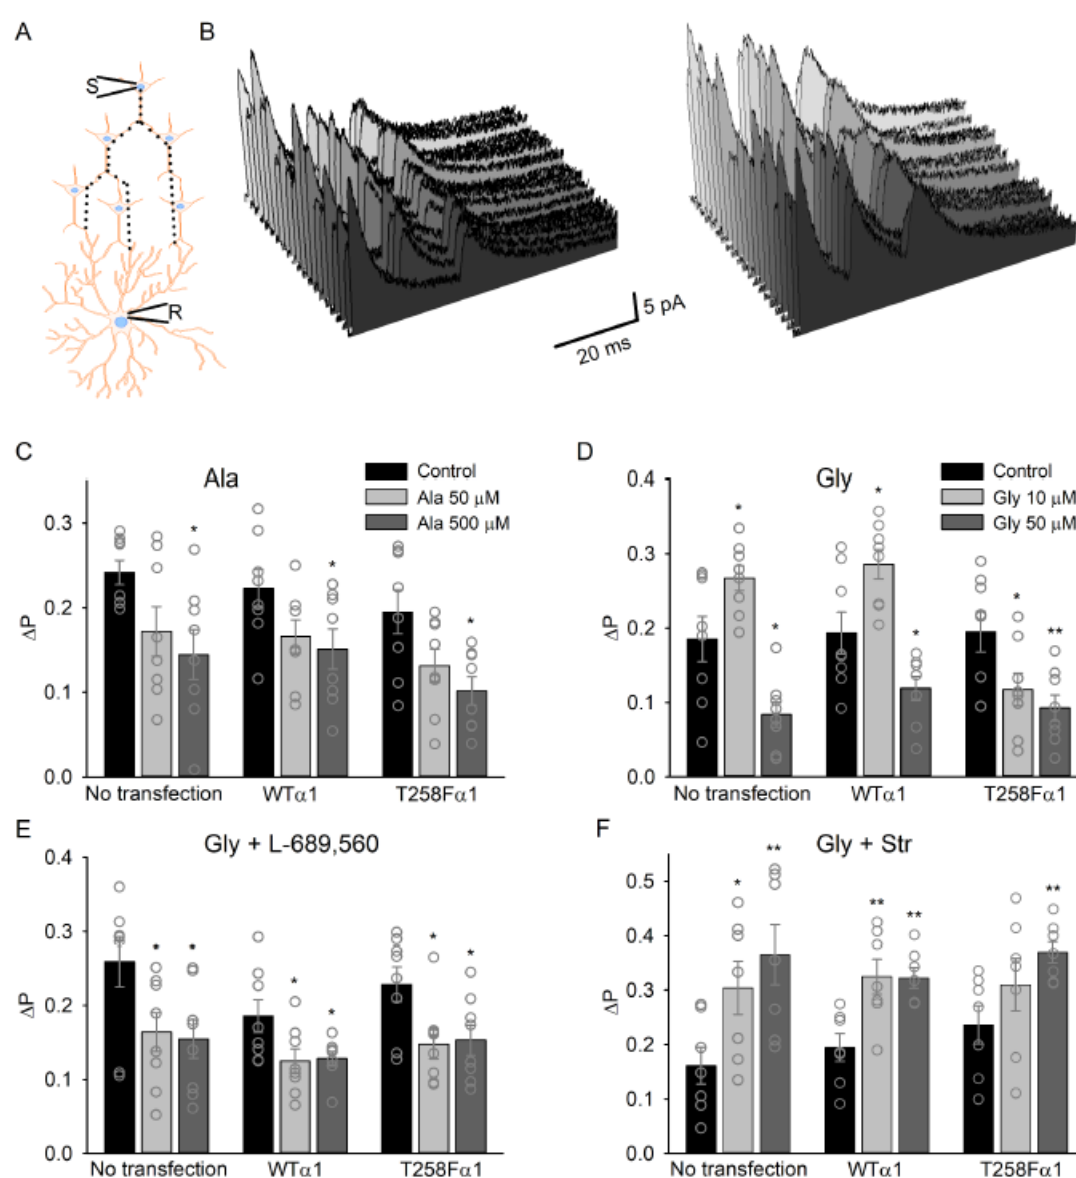 A
B
S
R
5 pA
20 ms
C
Ala
Control
Ala 50 μM
Ala 500 μM
ΔP
0.3
0.2
0.1
0.0
*
*
*
No transfection
WTα1
T258Fα1
D
Gly
Control
Gly 10 μM
Gly 50 μM
ΔP
0.4
0.3
0.2
0.1
0.0
*
*
*
*
*
**
No transfection
WTα1
T258Fα1
E
Gly + L-689,560
ΔP
0.4
0.3
0.2
0.1
0.0
*
*
*
*
*
*
No transfection
WTα1
T258Fα1
F
Gly + Str
ΔP
0.5
0.4
0.3
0.2
0.1
0.0
*
**
**
**
**
No transfection
WTα1
T258Fα1